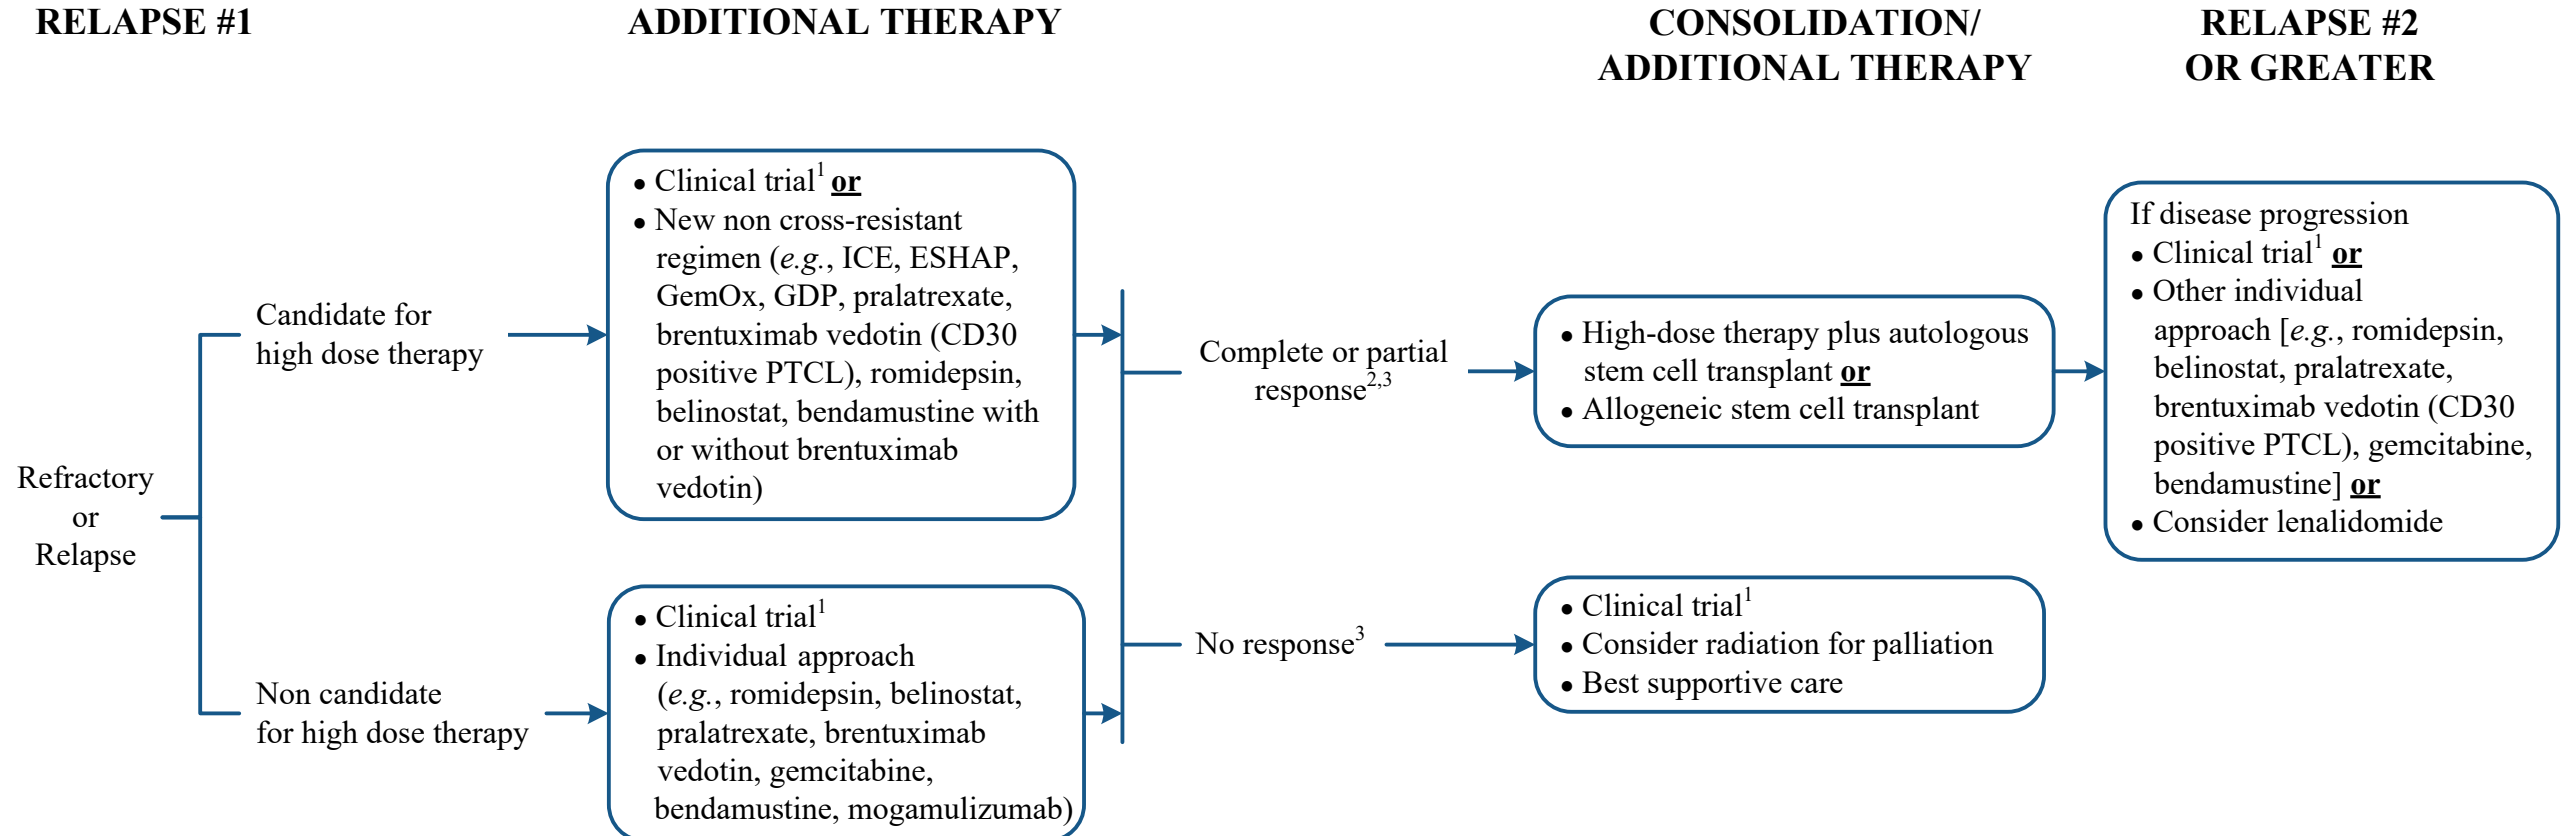 RELAPSE #1
ADDITIONAL THERAPY
CONSOLIDATION/
ADDITIONAL THERAPY
RELAPSE #2
OR GREATER
Refractory
or
Relapse
Candidate for
high dose therapy
Non candidate
for high dose therapy
• Clinical trial¹ or
• New non cross-resistant
regimen (e.g., ICE, ESHAP,
GemOx, GDP, pralatrexate,
brentuximab vedotin (CD30
positive PTCL), romidepsin,
belinostat, bendamustine with
or without brentuximab
vedotin)
• Clinical trial¹
• Individual approach
(e.g., romidepsin, belinostat,
pralatrexate, brentuximab
vedotin, gemcitabine,
bendamustine, mogamulizumab)
Complete or partial
response²,³
No response³
• High-dose therapy plus autologous
stem cell transplant or
• Allogeneic stem cell transplant
• Clinical trial¹
• Consider radiation for palliation
• Best supportive care
If disease progression
• Clinical trial¹ or
• Other individual
approach [e.g., romidepsin,
belinostat, pralatrexate,
brentuximab vedotin (CD30
positive PTCL), gemcitabine,
bendamustine] or
• Consider lenalidomide